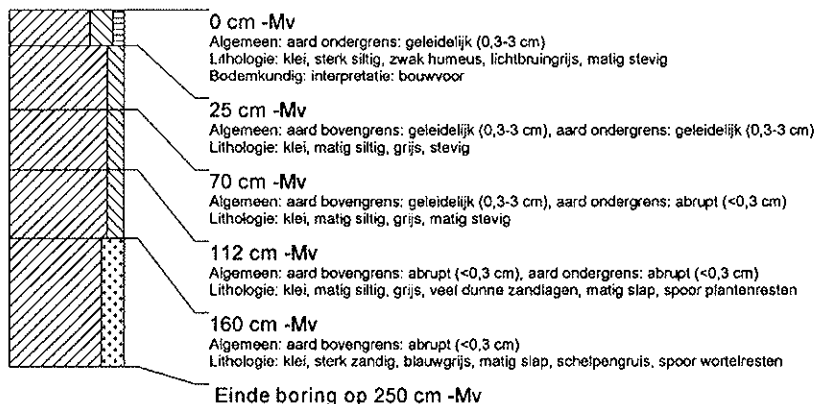 0 cm -Mv
Algemeen: aard ondergrens: geleidelijk (0,3-3 cm)
Lithologie: klei, sterk siltig, zwak humeus, lichtbruingrijs, matig stevig
Bodemkundig: interpretatie: bouwvoor
25 cm -Mv
Algemeen: aard bovengrens: geleidelijk (0,3-3 cm), aard ondergrens: geleidelijk (0,3-3 cm)
Lithologie: klei, matig siltig, grijs, stevig
70 cm -Mv
Algemeen: aard bovengrens: geleidelijk (0,3-3 cm), aard ondergrens: abrupt (<0,3 cm)
Lithologie: klei, matig siltig, grijs, matig stevig
112 cm -Mv
Algemeen: aard bovengrens: abrupt (<0,3 cm), aard ondergrens: abrupt (<0,3 cm)
Lithologie: klei, matig siltig, grijs, veel dunne zandlagen, matig slap, spoor plantenresten
160 cm -Mv
Algemeen: aard bovengrens: abrupt (<0,3 cm)
Lithologie: klei, sterk zandig, blauwgrijs, matig slap, schelpengruis, spoor wortelresten
Einde boring op 250 cm -Mv